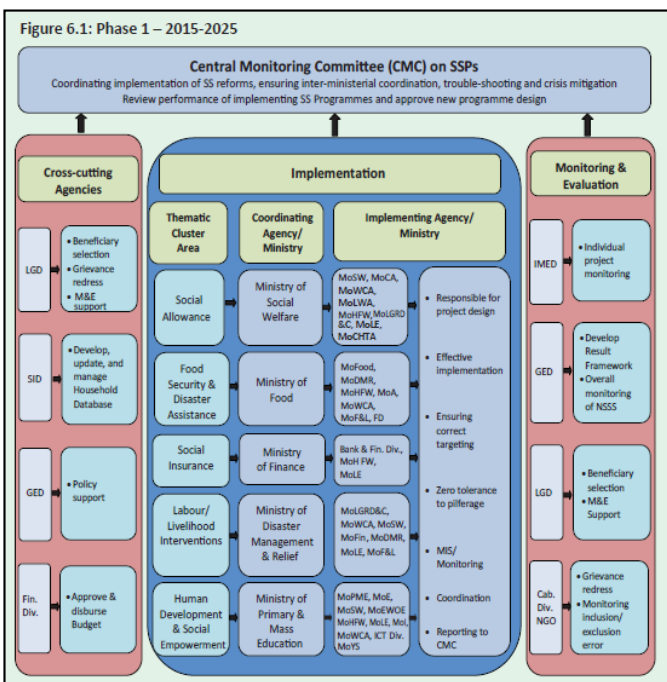 Figure 6.1: Phase 1 – 2015-2025
Central Monitoring Committee (CMC) on SSPs
Coordinating implementation of SS reforms, ensuring inter-ministerial coordination, trouble-shooting and crisis mitigation
Review performance of implementing SS Programmes and approve new programme design
Cross-cutting
Agencies
LGD
• Beneficiary
selection
• Grievance
redress
• M&E
support
SID
• Develop,
update, and
manage
Household
Database
GED
• Policy
support
Fin.
Div.
• Approve &
disburse
Budget
Implementation
Thematic
Cluster
Area
Coordinating
Agency/
Ministry
Implementing Agency/
Ministry
Social
Allowance
Ministry of
Social
Welfare
MoSW, MoCA,
MoWCA,
MoLWA,
MoHFW,MoLGRD
&C, MoLE,
MoCHTA
Food
Security &
Disaster
Assistance
Ministry of
Food
MoFood,
MoDMR,
MoHFW, MoA,
MoWCA,
MoF&L, FD
Social
Insurance
Ministry
of Finance
Bank & Fin. Div.,
MoH FW,
MoLE
Labour/
Livelihood
Interventions
Ministry of
Disaster
Management
& Relief
MoLGRD&C,
MoWCA, MoSW,
MoFin, MoDMR,
MoLE, MoF&L
Human
Development
& Social
Empowerment
Ministry of
Primary &
Mass
Education
MoPME, MoE,
MoSW, MoEWOE
MoHFW, MoLE, MoI,
MoWCA, ICT Div.
MoYS
• Responsible for
project design
• Effective
implementation
• Ensuring
correct
targeting
• Zero tolerance
to pilferage
• MIS/
Monitoring
• Coordination
• Reporting to
CMC
Monitoring &
Evaluation
IMED
• Individual
project
monitoring
GED
• Develop
Result
Framework
• Overall
monitoring
of NSSS
LGD
• Beneficiary
selection
• M&E
Support
Cab.
Div.
NGO
• Grievance
redress
• Monitoring
inclusion/
exclusion
error